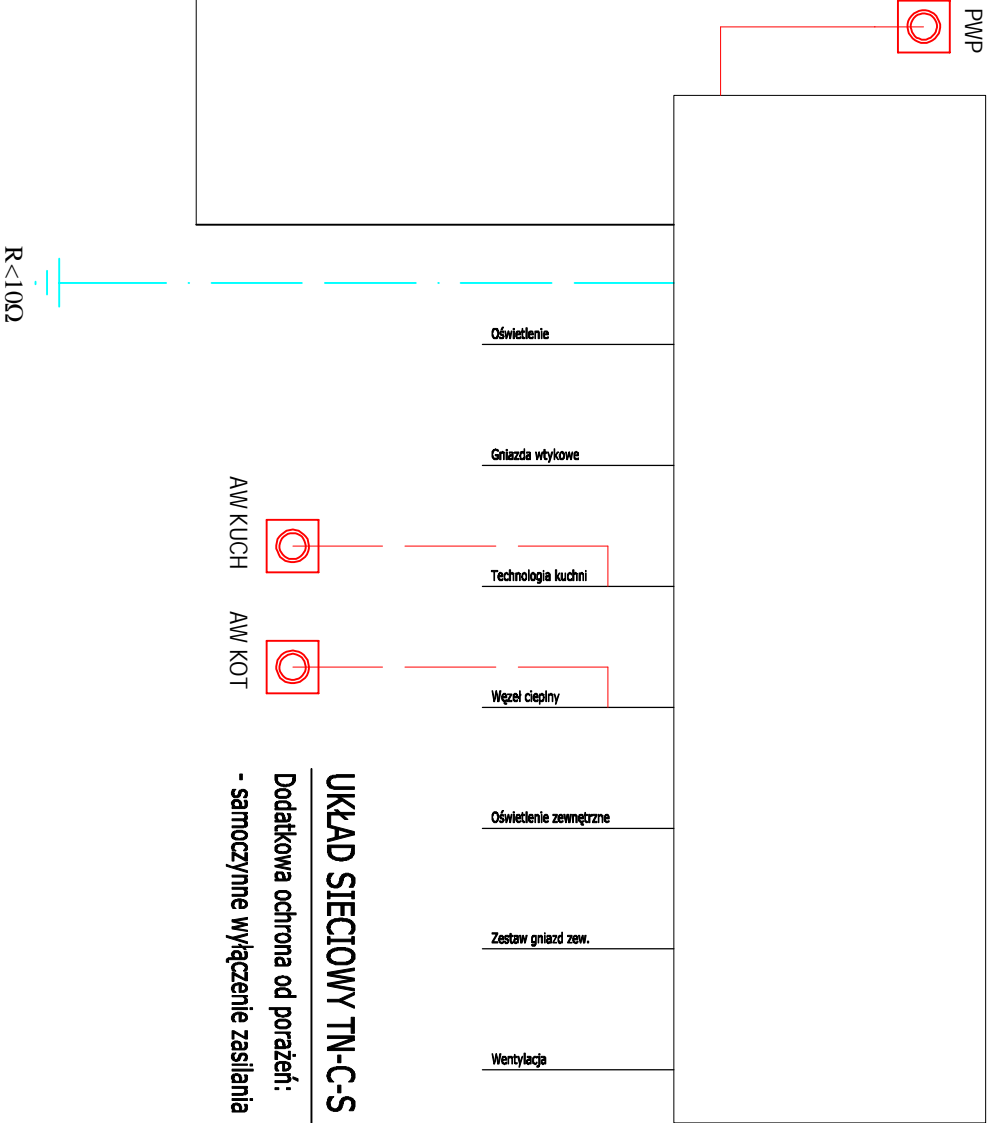 PWP
R<10Ω
Oświetlenie
Gniazda wtykowe
Technologia kuchni
AW KUCH
Węzeł cieplny
AW KOT
Oświetlenie zewnętrzne
Zestaw gniazd zew.
Wentylacja
UKŁAD SIECIOWY TN-C-S
Dodatkowa ochrona od porażeń:
- samoczynne wyłączenie zasilania